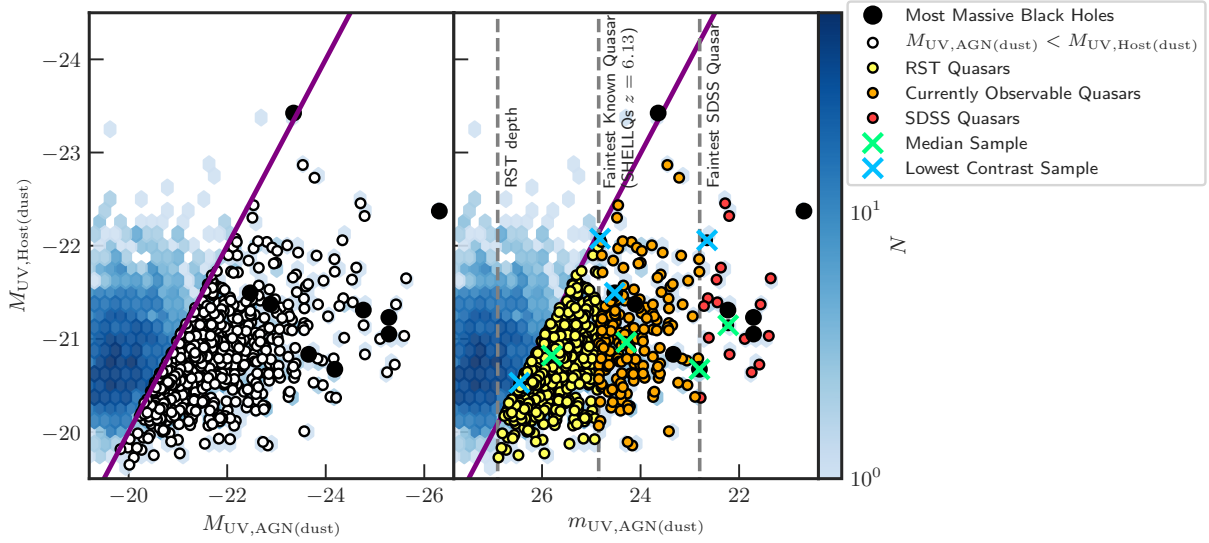 −24
−23
−22
−21
−20
M_UV,Host(dust)
−20
−22
−24
−26
M_UV,AGN(dust)
RST depth
Faintest Known Quasar
(SHELLQs z = 6.13)
Faintest SDSS Quasar
26
24
22
m_UV,AGN(dust)
10^1
10^0
N
Most Massive Black Holes
M_UV,AGN(dust) < M_UV,Host(dust)
RST Quasars
Currently Observable Quasars
SDSS Quasars
Median Sample
Lowest Contrast Sample